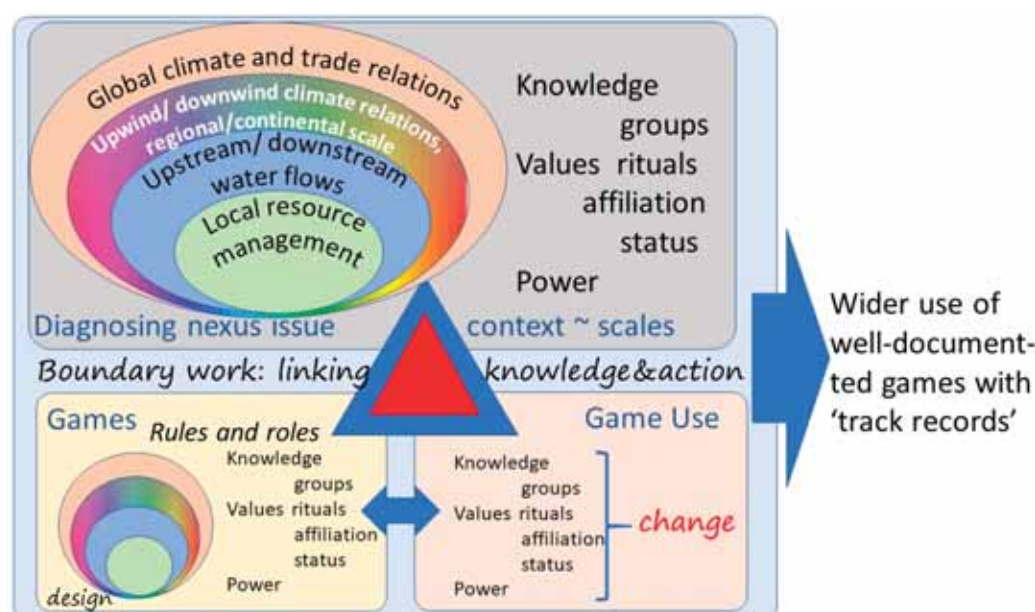 Global climate and trade relations
Upwind/ downwind climate relations,
regional/continental scale
Upstream/ downstream
water flows
Local resource
management
Knowledge
groups
Values rituals
affiliation
status
Power
Diagnosing nexus issue
context ~ scales
Boundary work: linking
knowledge&action
Games
Rules and roles
Knowledge
groups
Values rituals
affiliation
status
Power
design
Game Use
Knowledge
groups
Values rituals
affiliation
status
Power
change
Wider use of
well-document-
ted games with
‘track records’